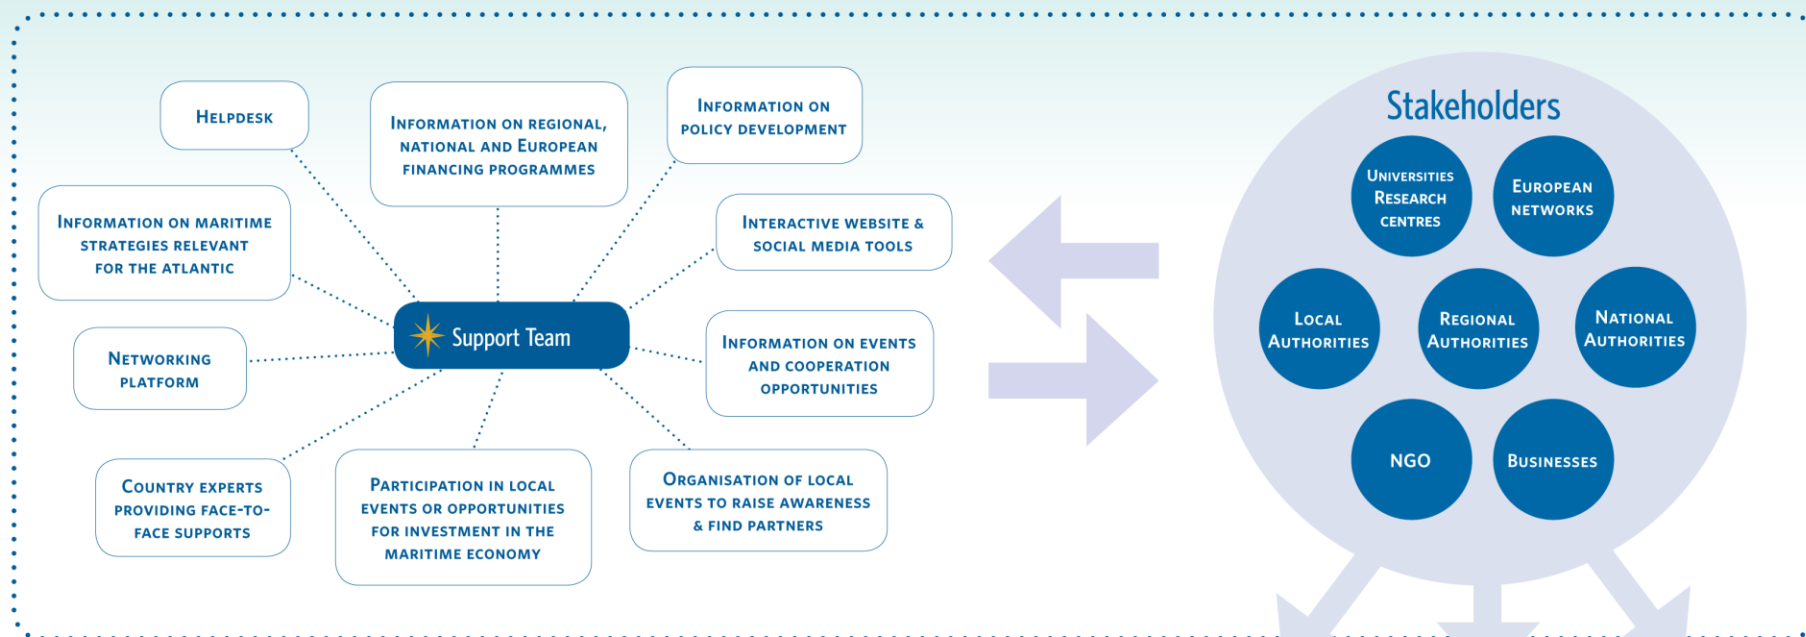 Helpdesk
Information on regional,
national and European
financing programmes
Information on
policy development
Information on maritime
strategies relevant
for the Atlantic
Interactive website &
social media tools
Support Team
Networking
platform
Information on events
and cooperation
opportunities
Country experts
providing face-to-
face supports
Participation in local
events or opportunities
for investment in the
maritime economy
Organisation of local
events to raise awareness
& find partners
Stakeholders
Universities
Research
centres
European
networks
Local
Authorities
Regional
Authorities
National
Authorities
NGO
Businesses